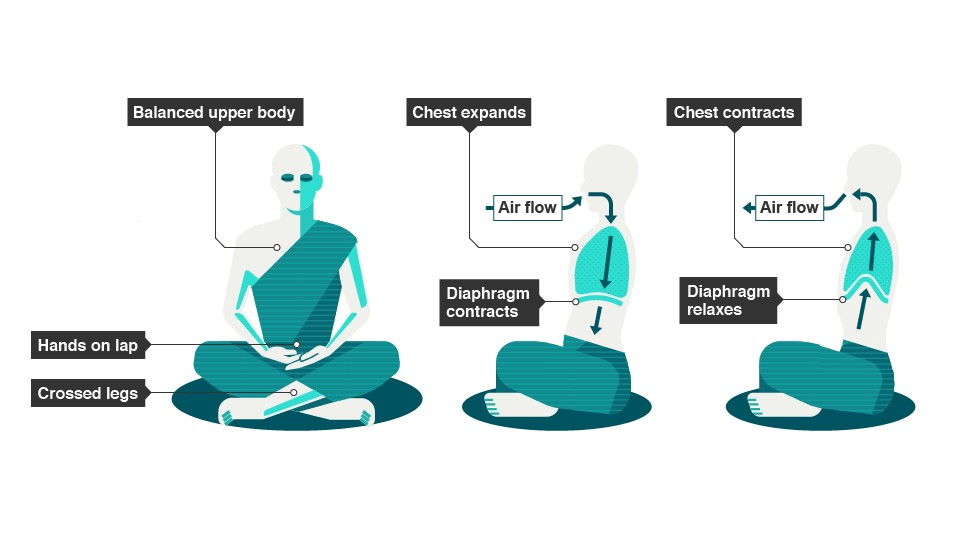 Balanced upper body
Hands on lap
Crossed legs
Chest expands
Air flow
Diaphragm
contracts
Chest contracts
Air flow
Diaphragm
relaxes